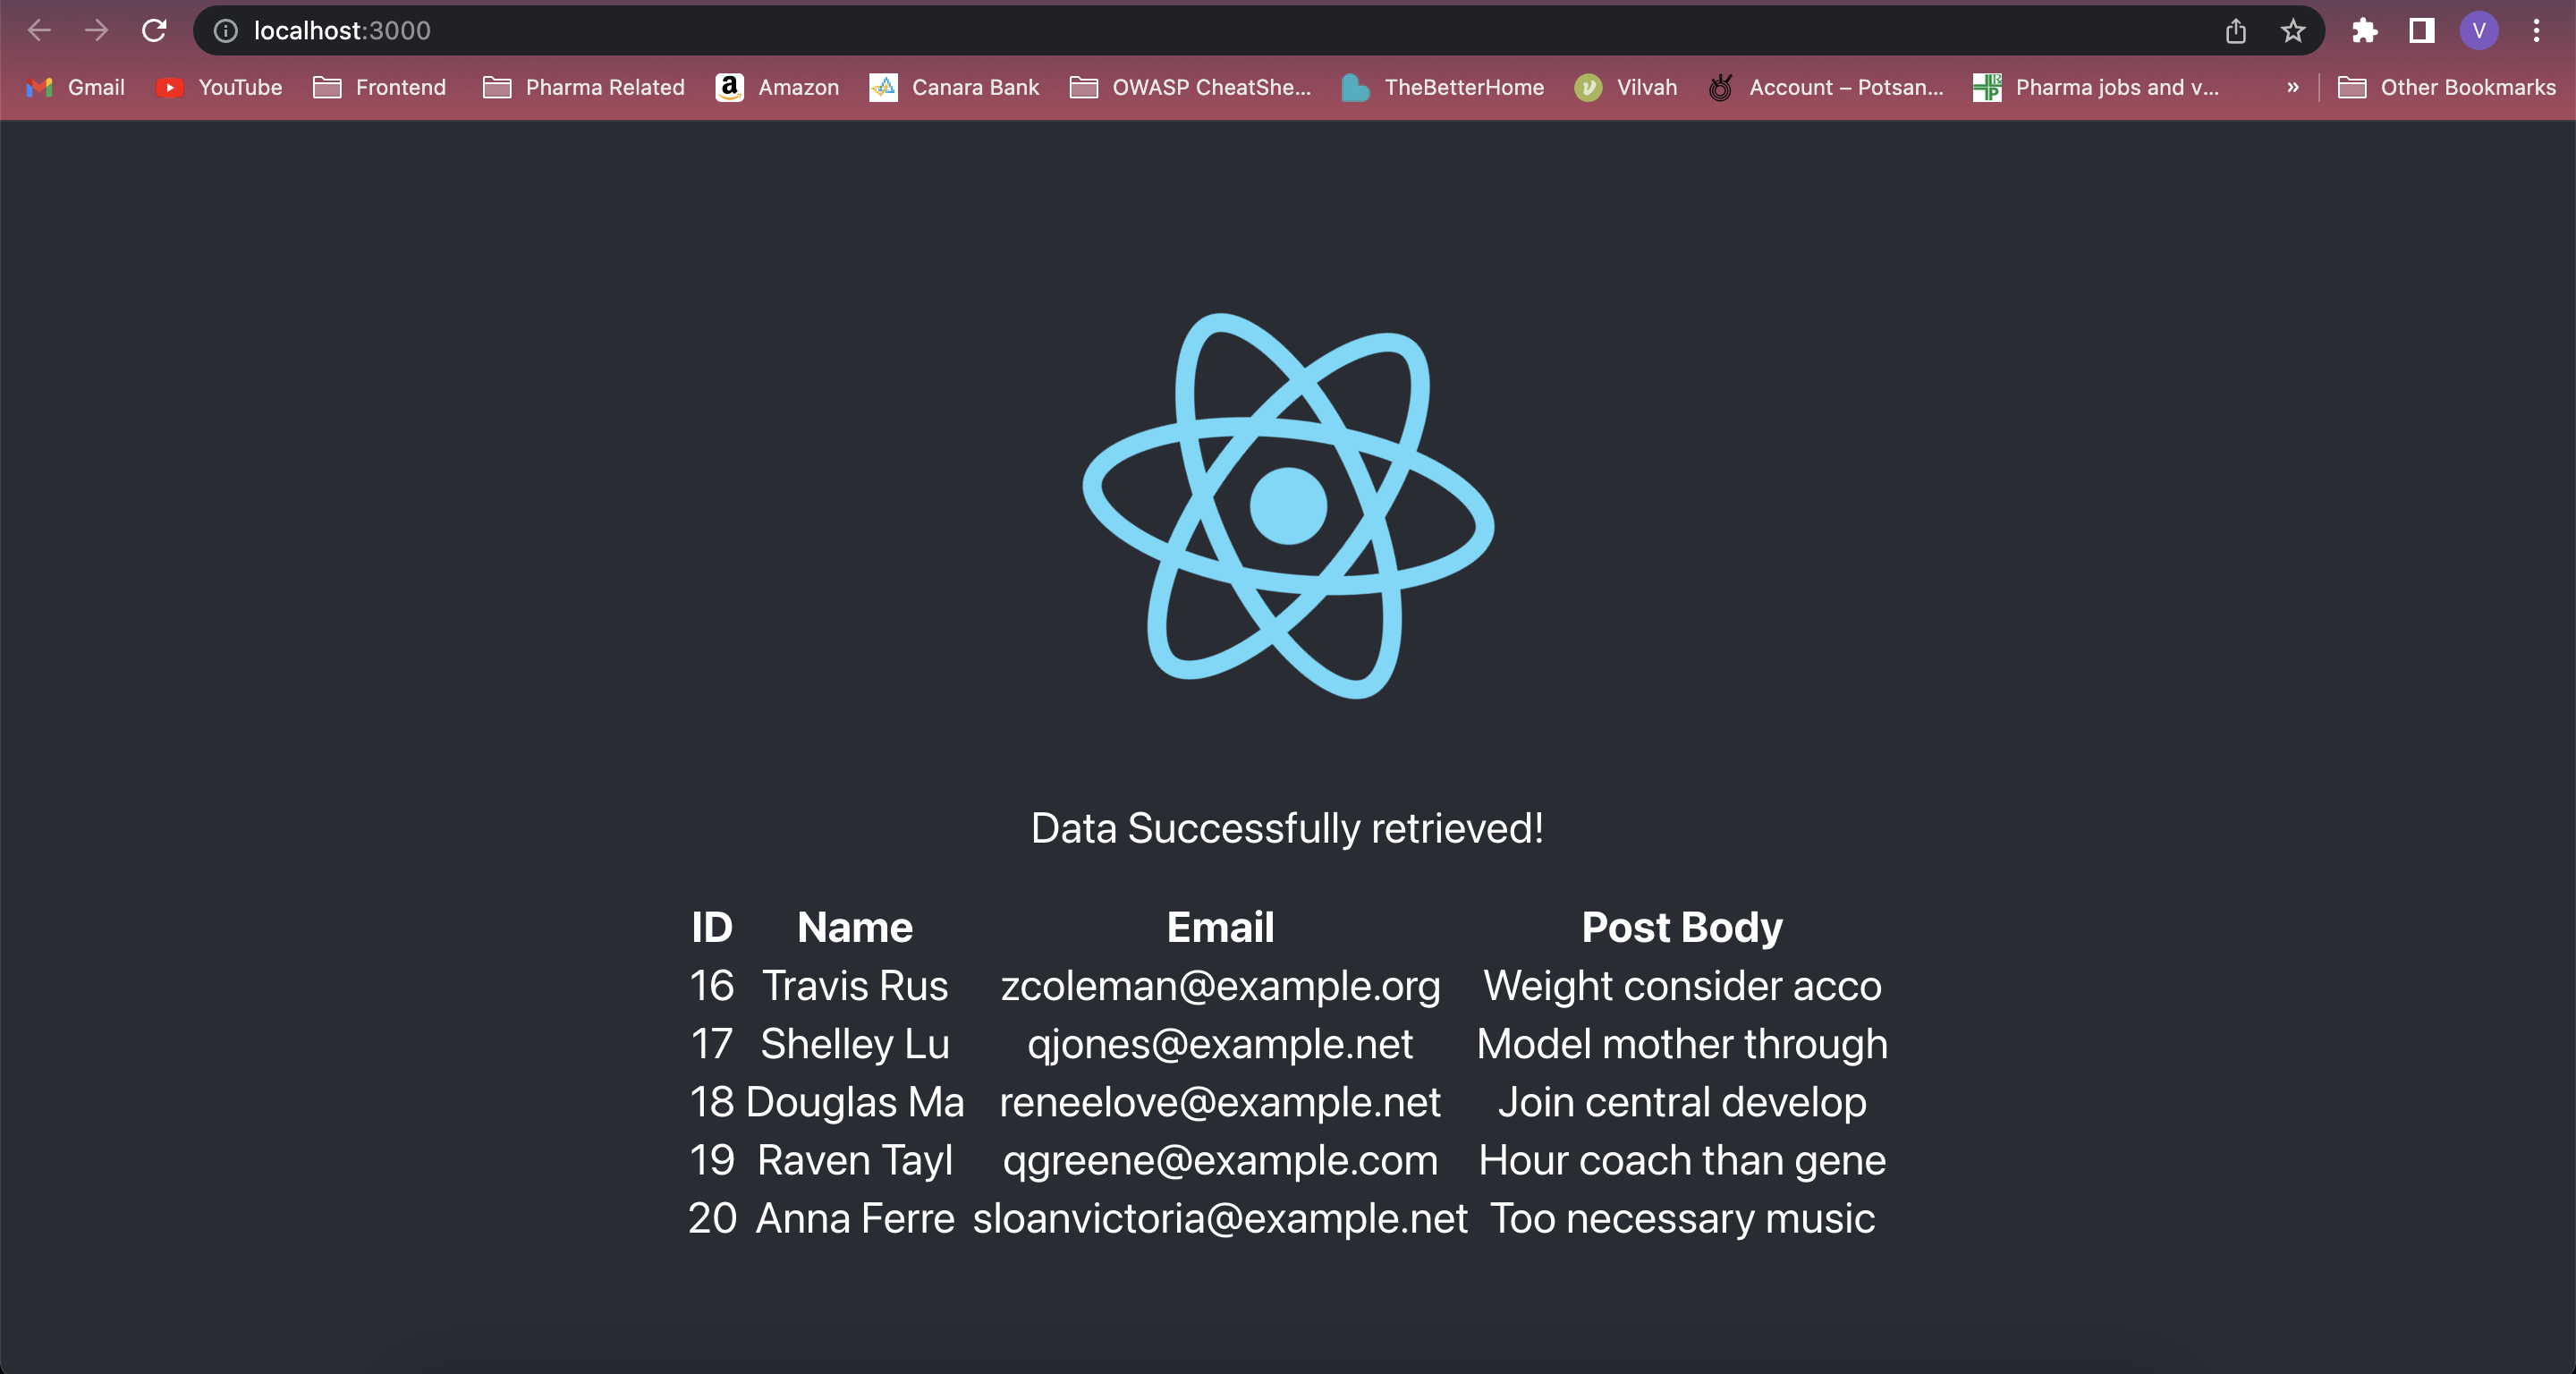 localhost:3000
V
Gmail YouTube Frontend Pharma Related Amazon Canara Bank OWASP CheatShe... TheBetterHome Vilvah Account – Potsan... Pharma jobs and v... » Other Bookmarks
Data Successfully retrieved!
ID Name Email Post Body
16 Travis Rus zcoleman@example.org Weight consider acco
17 Shelley Lu qjones@example.net Model mother through
18 Douglas Ma reneelove@example.net Join central develop
19 Raven Tayl qgreene@example.com Hour coach than gene
20 Anna Ferre sloanvictoria@example.net Too necessary music